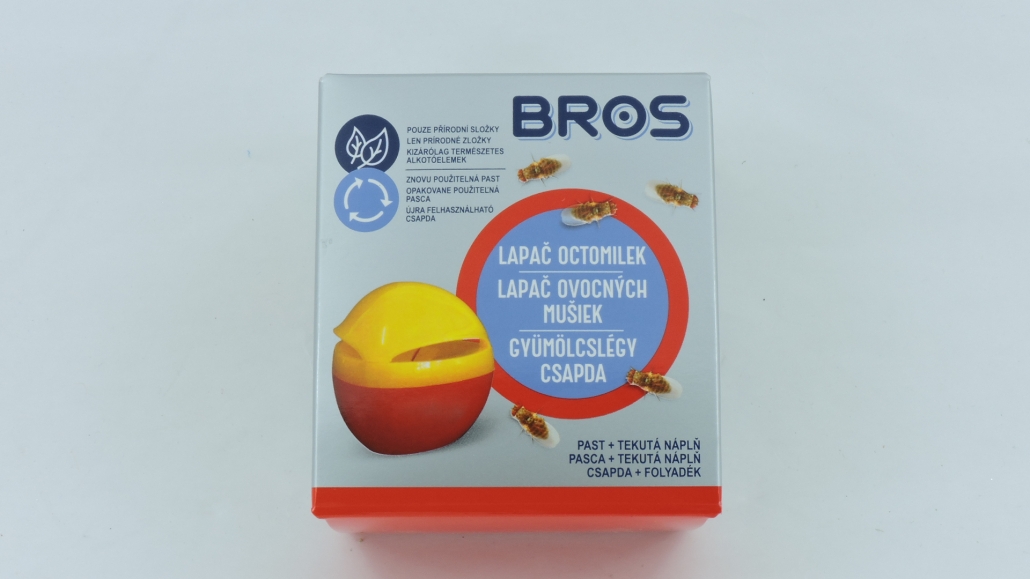 BROS
POUZE PŘÍRODNÍ SLOŽKY
LEN PRÍRODNÉ ZLOŽKY
KIZÁRÓLAG TERMÉSZETES
ALKOTÓELEMEK
ZNOVU POUŽITELNÁ PAST
OPAKOVANE POUŽITEĽNÁ
PASCA
ÚJRA FELHASZNÁLHATÓ
CSAPDA
LAPAČ OCTOMILEK
LAPAČ OVOCNÝCH
MUŠIEK
GYÜMÖLCSLÉGY
CSAPDA
PAST + TEKUTÁ NÁPLŇ
PASCA + TEKUTÁ NÁPLŇ
CSAPDA + FOLYADÉK